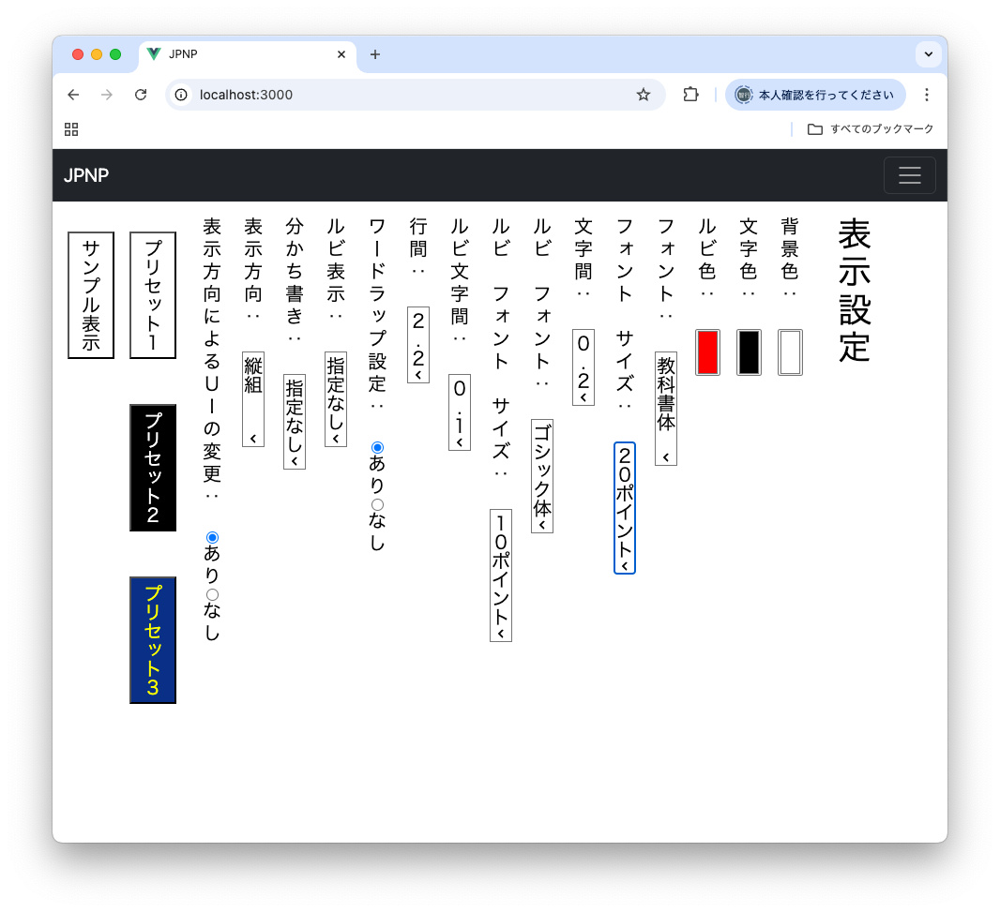 JPNP
localhost:3000
本人確認を行ってください
すべてのブックマーク
JPNP
表示設定
背景色：
文字色：
ルビ色：
フォント： 教科書体
フォント サイズ： 20ポイント
文字間： 0.2
ルビ フォント： ゴシック体
ルビ フォント サイズ： 10ポイント
ルビ文字間： 0.1
行間： 2.2
ワードラップ設定： あり なし
ルビ表示： 指定なし
分かち書き： 指定なし
表示方向： 縦組
表示方向によるUIの変更： あり なし
プリセット1
プリセット2
プリセット3
サンプル表示